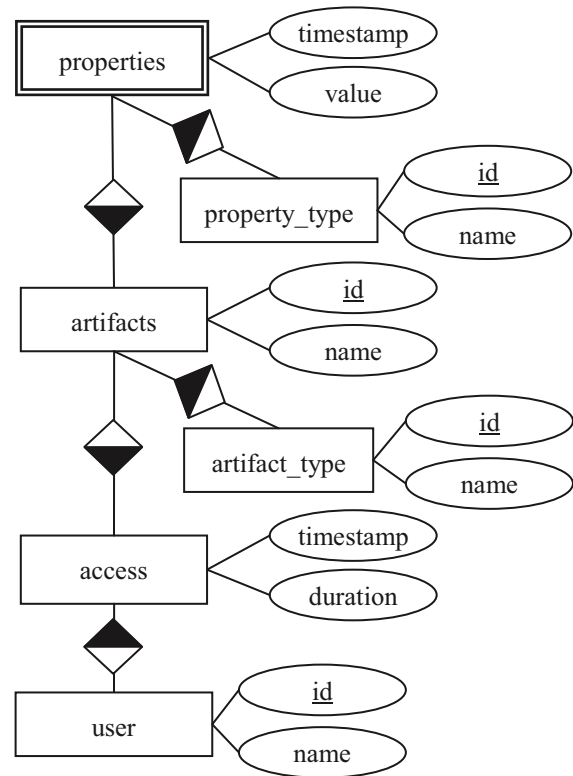 properties
timestamp
value
property_type
id
name
artifacts
id
name
artifact_type
id
name
access
timestamp
duration
user
id
name